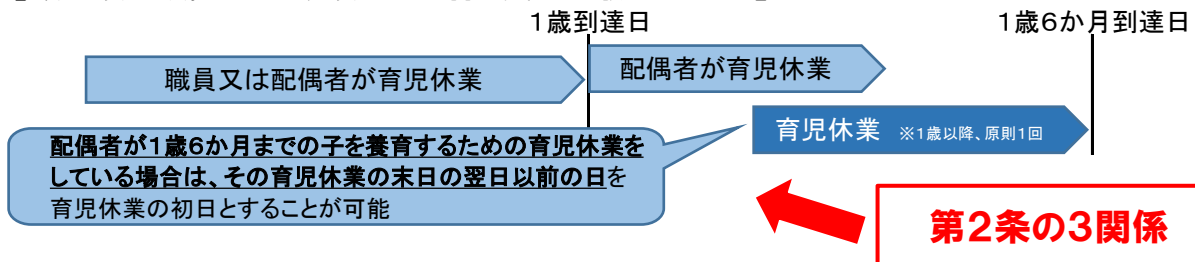 1歳到達日
1歳6か月到達日
職員又は配偶者が育児休業
配偶者が育児休業
育児休業 ※1歳以降、原則1回
配偶者が1歳6か月までの子を養育するための育児休業を
している場合は、その育児休業の末日の翌日以前の日を
育児休業の初日とすることが可能
第2条の3関係